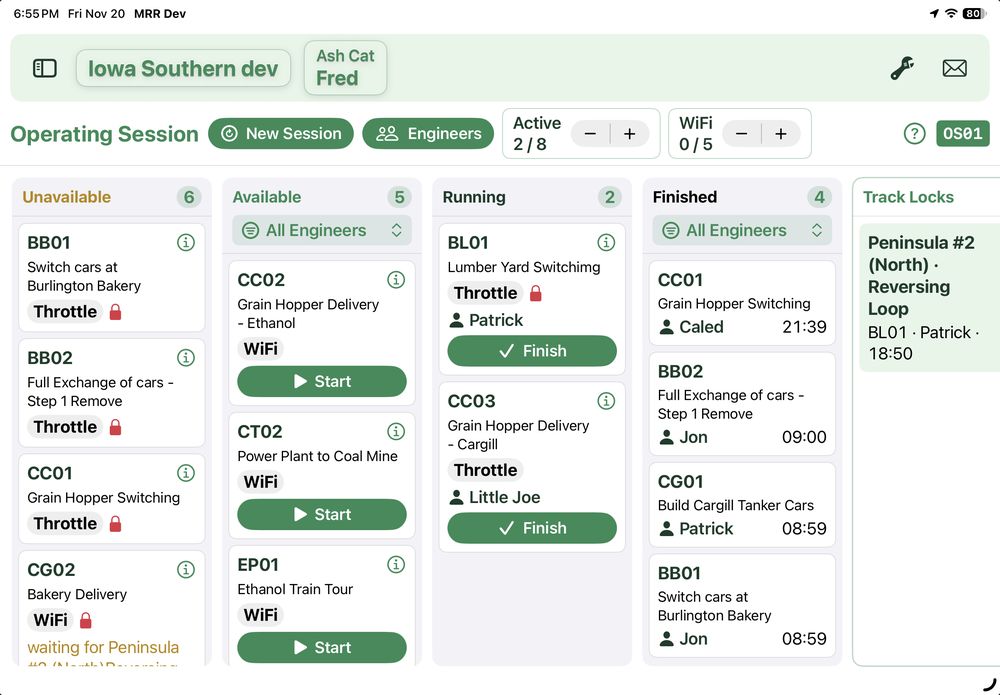 6:55 PM Fri Nov 20 MRR Dev
80
Iowa Southern dev
Ash Cat
Fred
Operating Session
New Session
Engineers
Active
2 / 8
− +
WiFi
0 / 5
− +
?
OS01
Unavailable 6
BB01
Switch cars at
Burlington Bakery
Throttle
BB02
Full Exchange of cars -
Step 1 Remove
Throttle
CC01
Grain Hopper Switching
Throttle
CG02
Bakery Delivery
WiFi
waiting for Peninsula
#2 (North)Reversing
Available 5
All Engineers
CC02
Grain Hopper Delivery
- Ethanol
WiFi
Start
CT02
Power Plant to Coal Mine
WiFi
Start
EP01
Ethanol Train Tour
WiFi
Start
Running 2
BL01
Lumber Yard Switchimg
Throttle
Patrick
Finish
CC03
Grain Hopper Delivery
- Cargill
Throttle
Little Joe
Finish
Finished 4
All Engineers
CC01
Grain Hopper Switching
Caled 21:39
BB02
Full Exchange of cars -
Step 1 Remove
Jon 09:00
CG01
Build Cargill Tanker Cars
Patrick 08:59
BB01
Switch cars at
Burlington Bakery
Jon 08:59
Track Locks
Peninsula #2
(North) ·
Reversing
Loop
BL01 · Patrick ·
18:50